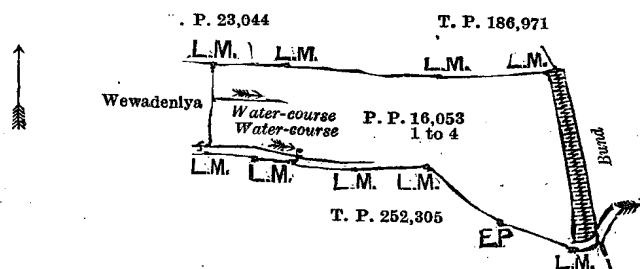 T. P. 23,044
T. P. 186,971
L.M. L.M. L.M. L.M.
Wewadeniya
Water-course
Water-course
P. P. 16,053
1 to 4
Bund
L.M. L.M. L.M. L.M.
T. P. 252,305
E.P
L.M.